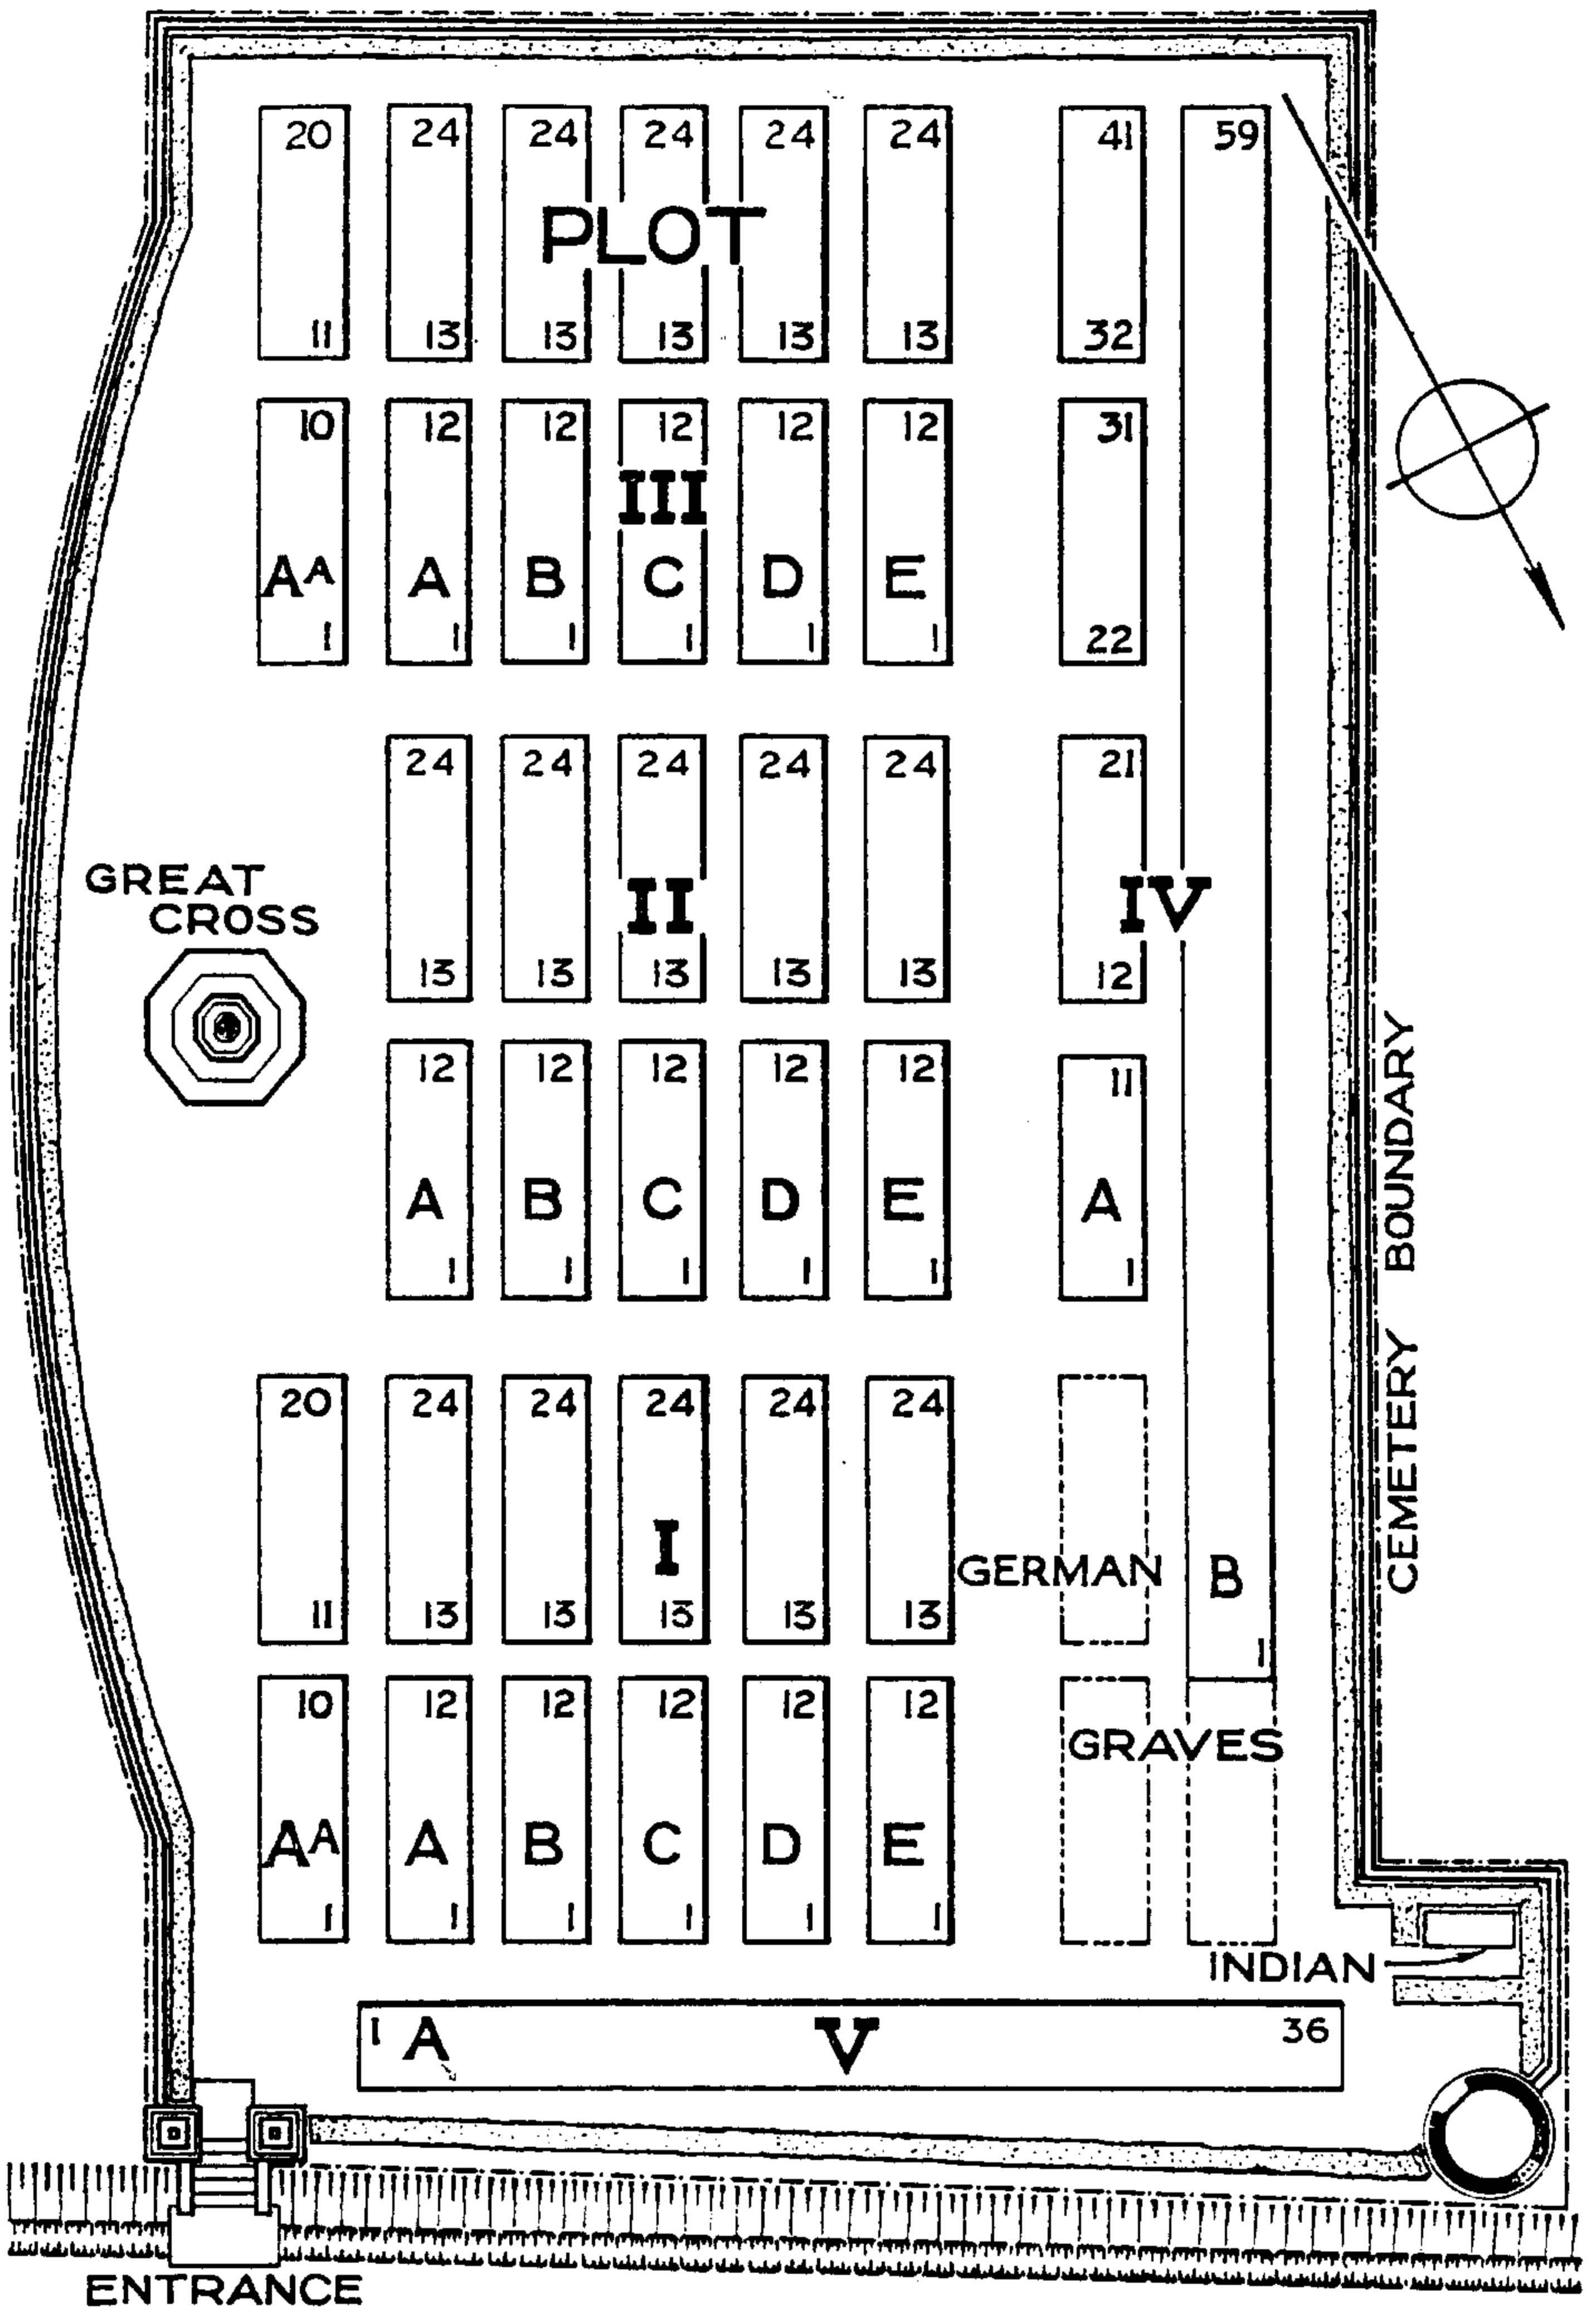 20 24 24 24 24 24 41 59
PLOT
11 13 13 13 13 13 32
10 12 12 12 12 12 31
III
AA A B C D E
1 1 1 1 1 1 22
24 24 24 24 24 21
GREAT
CROSS
II IV
13 13 13 13 13 12
12 12 12 12 12 11
A B C D E A
1 1 1 1 1 1
CEMETERY BOUNDARY
20 24 24 24 24 24
I
GERMAN B
11 13 13 13 13 13 1
10 12 12 12 12 12
GRAVES
AA A B C D E
1 1 1 1 1 1
INDIAN
1 A V 36
ENTRANCE